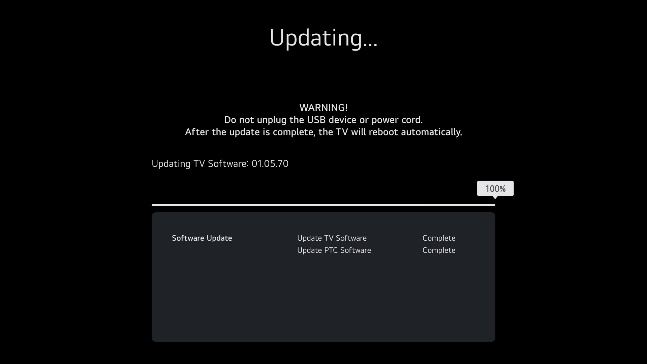 Updating...
WARNING!
Do not unplug the USB device or power cord.
After the update is complete, the TV will reboot automatically.
Updating TV Software: 01.05.70
100%
Software Update Update TV Software Complete
Update PTC Software Complete